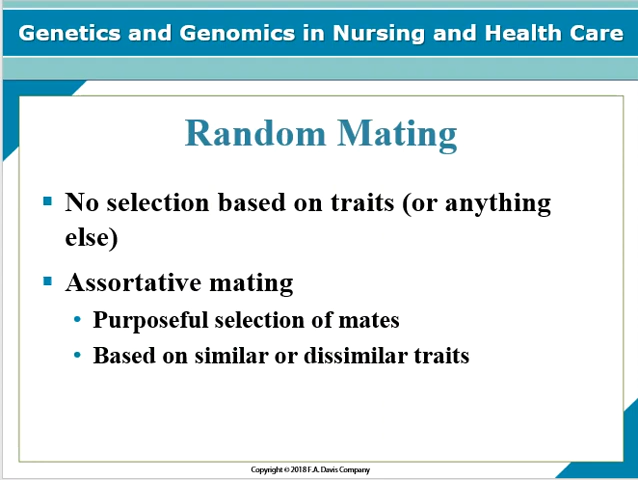 Genetics and Genomics in Nursing and Health Care
Random Mating
▪ No selection based on traits (or anything
else)
▪ Assortative mating
• Purposeful selection of mates
• Based on similar or dissimilar traits
Copyright © 2018 F.A. Davis Company